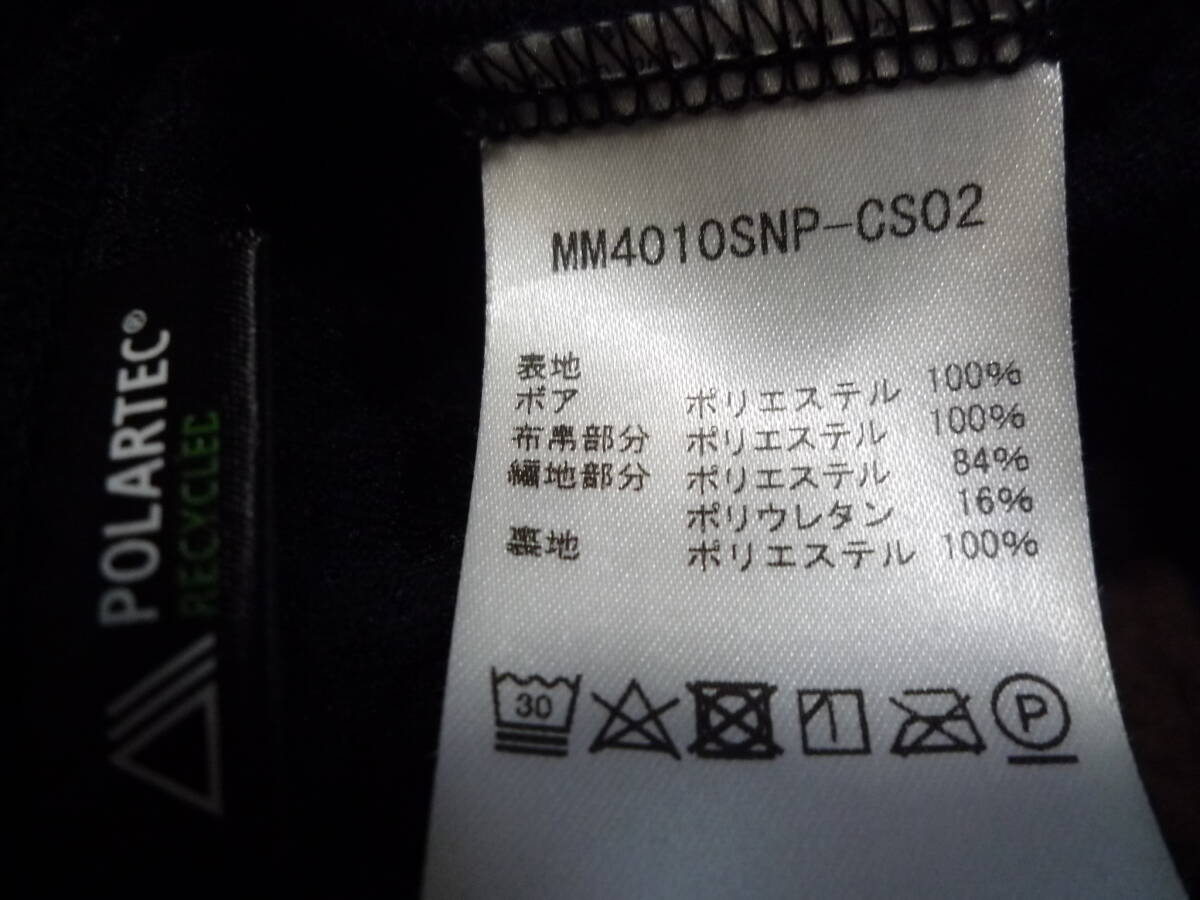 POLARTEC®
RECYCLED
MM4010SNP-CS02
表地
ボア ポリエステル 100%
布帛部分 ポリエステル 100%
編地部分 ポリエステル 84%
ポリウレタン 16%
裏地 ポリエステル 100%
30
P